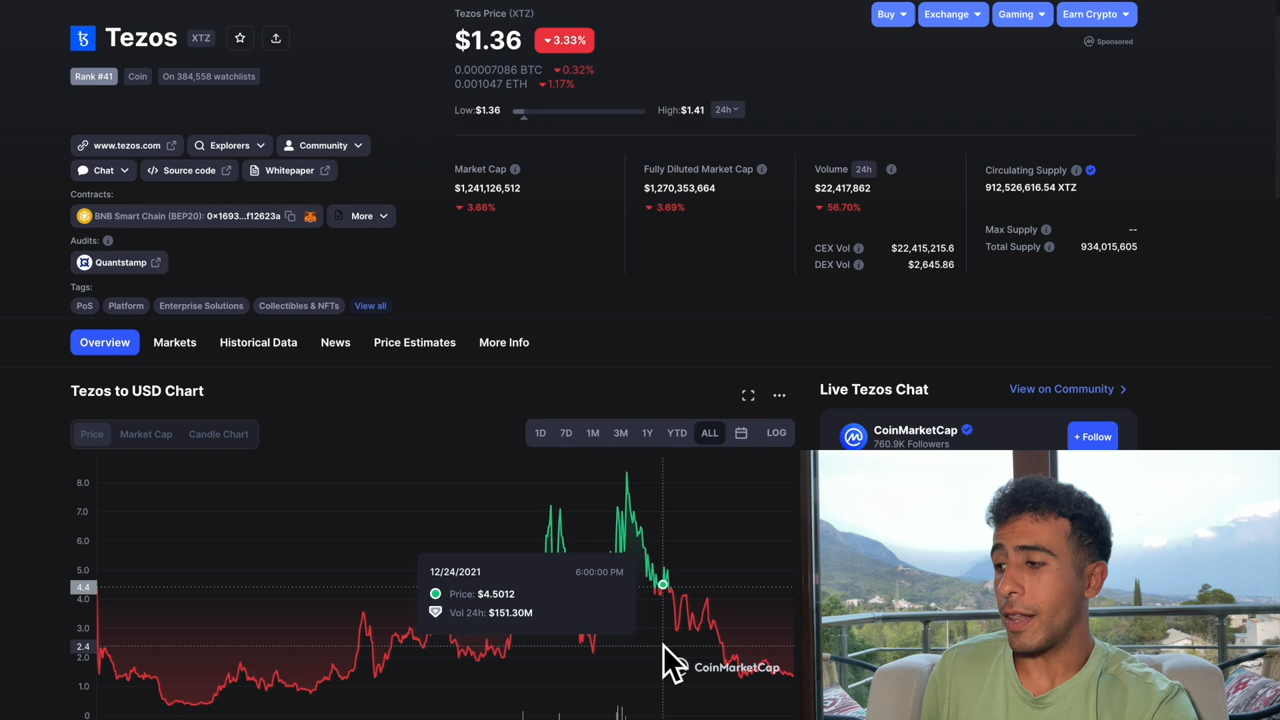 Tezos XTZ
Rank #41 Coin On 384,558 watchlists
www.tezos.com Explorers Community
Chat Source code Whitepaper
Contracts:
BNB Smart Chain (BEP20): 0x1693...f12623a More
Audits:
Quantstamp
Tags:
PoS Platform Enterprise Solutions Collectibles & NFTs View all
Tezos Price (XTZ)
$1.36 3.33%
0.00007086 BTC 0.32%
0.001047 ETH 1.17%
Low: $1.36 High: $1.41 24h
Buy Exchange Gaming Earn Crypto
Sponsored
Market Cap
$1,241,126,512
3.66%
Fully Diluted Market Cap
$1,270,353,664
3.69%
Volume 24h
$22,417,862
56.70%
CEX Vol $22,415,215.6
DEX Vol $2,645.86
Circulating Supply
912,526,616.54 XTZ
Max Supply --
Total Supply 934,015,605
Overview Markets Historical Data News Price Estimates More Info
Tezos to USD Chart
Price Market Cap Candle Chart
1D 7D 1M 3M 1Y YTD ALL LOG
8.0
7.0
6.0
5.0
4.4
4.0
3.0
2.4
2.0
1.0
0
12/24/2021 6:00:00 PM
Price: $4.5012
Vol 24h: $151.30M
CoinMarketCap
Live Tezos Chat View on Community
CoinMarketCap
760.9K Followers
+ Follow